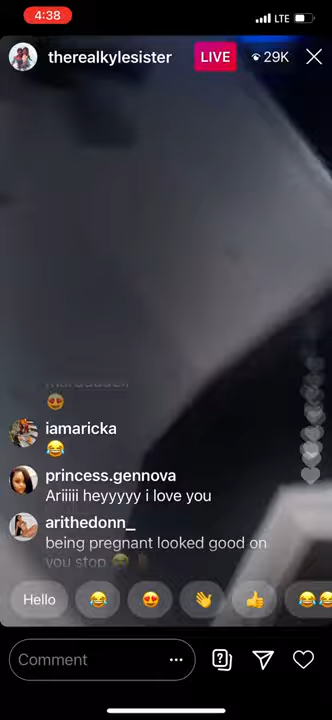 4:38
LTE
therealkylesister
LIVE
29K
iamaricka
😂
princess.gennova
Ariiiii heyyyyy i love you
arithedonn_
being pregnant looked good on
you stop 😂
Hello
Comment